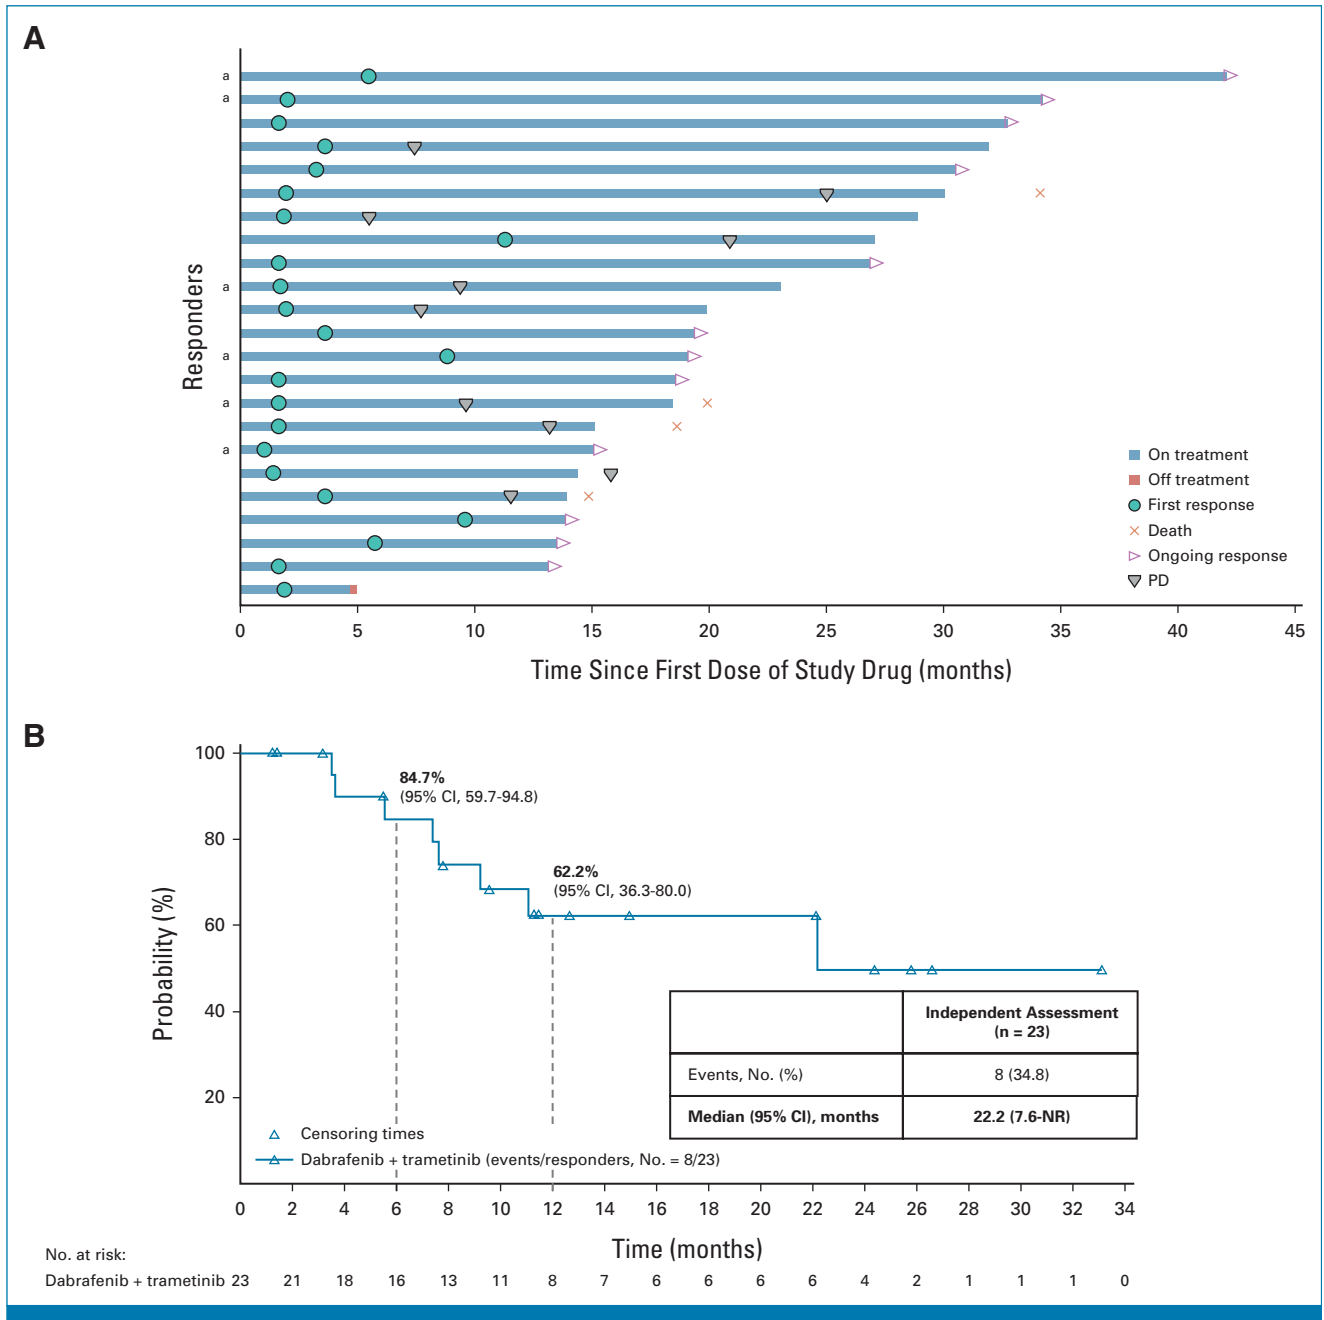 A
a
a
a
a
a
a
Responders
On treatment
Off treatment
First response
Death
Ongoing response
PD
0 5 10 15 20 25 30 35 40 45
Time Since First Dose of Study Drug (months)
B
Probability (%)
100
80
60
40
20
84.7%
(95% CI, 59.7-94.8)
62.2%
(95% CI, 36.3-80.0)
Independent Assessment
(n = 23)
Events, No. (%) 8 (34.8)
Median (95% CI), months 22.2 (7.6-NR)
Censoring times
Dabrafenib + trametinib (events/responders, No. = 8/23)
0 2 4 6 8 10 12 14 16 18 20 22 24 26 28 30 32 34
Time (months)
No. at risk:
Dabrafenib + trametinib 23 21 18 16 13 11 8 7 6 6 6 6 4 2 1 1 1 0